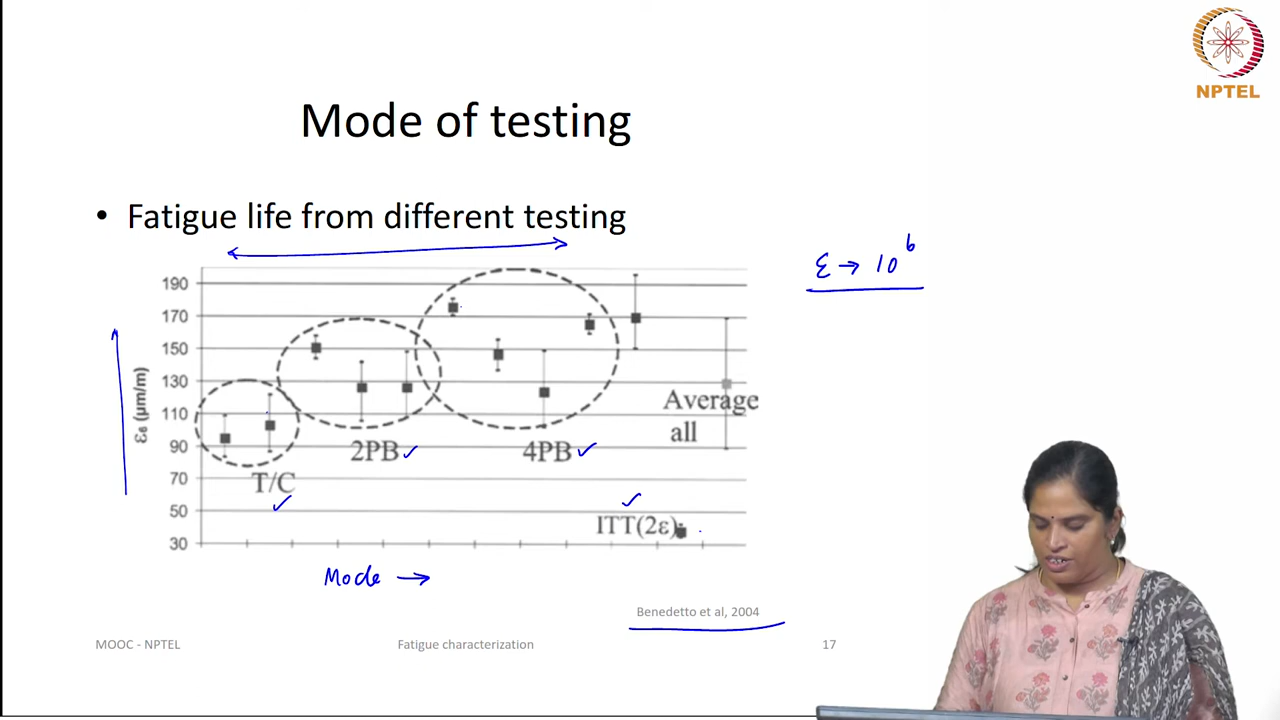 NPTEL
Mode of testing
• Fatigue life from different testing
ε → 10^6
190
170
150
130
110
90
70
50
30
ε6 (μm/m)
T/C
2PB
4PB
Average
all
ITT(2ε)
Mode →
Benedetto et al, 2004
MOOC - NPTEL
Fatigue characterization
17